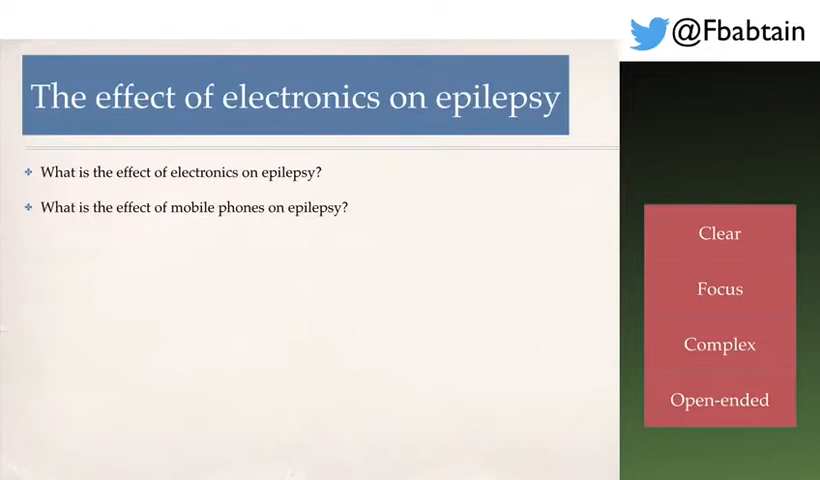 @Fbabtain
The effect of electronics on epilepsy
What is the effect of electronics on epilepsy?
What is the effect of mobile phones on epilepsy?
Clear
Focus
Complex
Open-ended